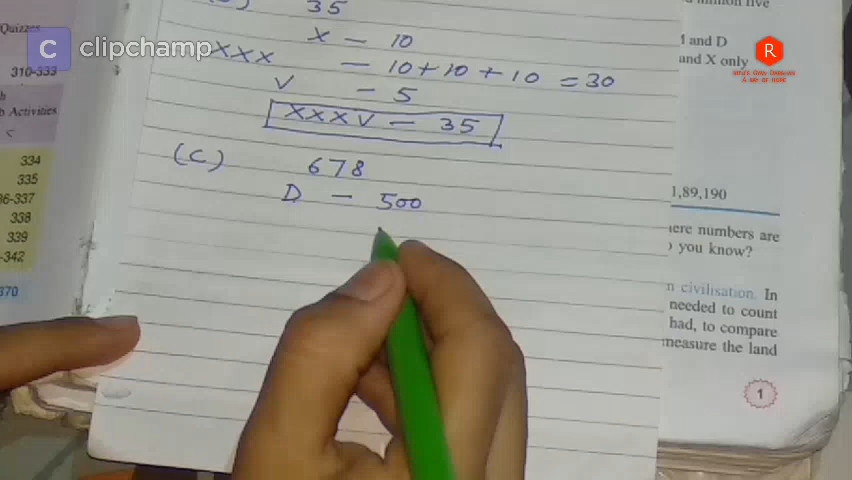 35
Quizzes
C clipchamp
X - 10
XXX - 10+10+10 = 30
310-333
V - 5
XXXV - 35
Activities
(C) 678
D - 500
334
335
336-337
338
339
-342
370
million five
M and D
and X only
R
1,89,190
here numbers are
you know?
civilisation. In
needed to count
had, to compare
measure the land
1